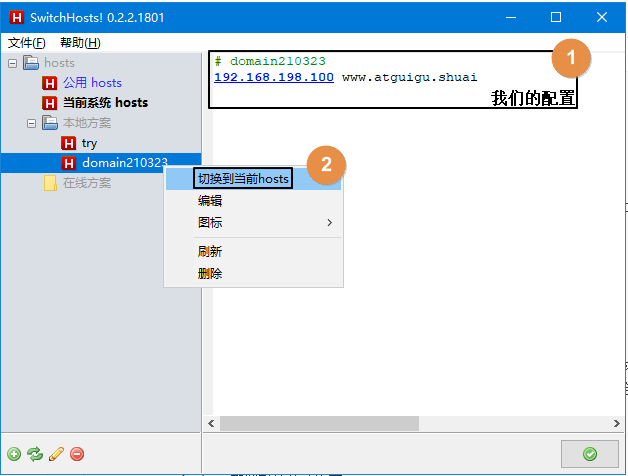 SwitchHosts! 0.2.2.1801
文件(F) 帮助(H)
hosts
公用 hosts
当前系统 hosts
本地方案
try
domain210323
在线方案
# domain210323
192.168.198.100 www.atguigu.shuai
我们的配置
1
2
切换到当前hosts
编辑
图标
刷新
删除